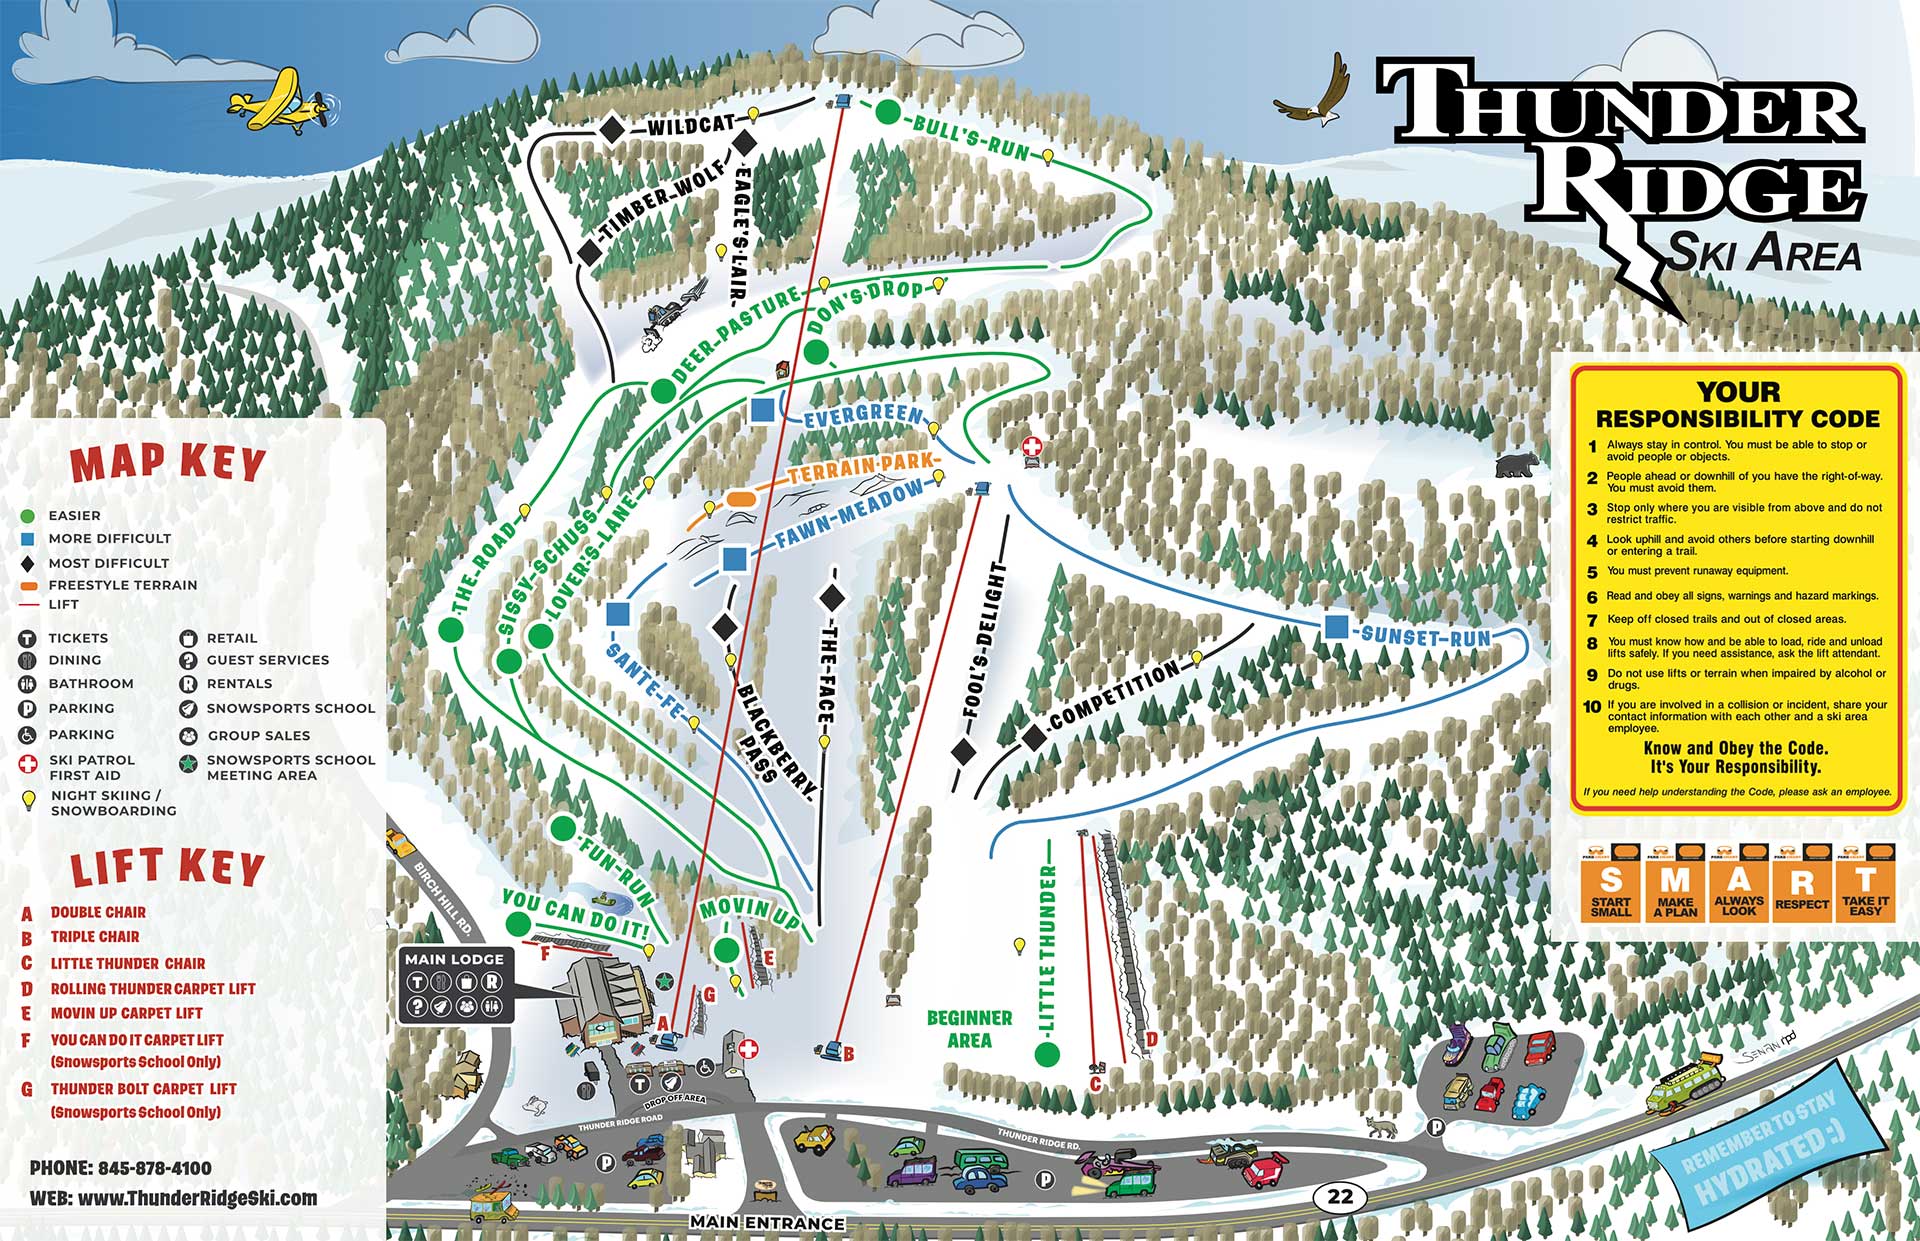 THUNDER
RIDGE
SKI AREA
WILDCAT
TIMBER WOLF
EAGLE'S LAIR
BULL'S RUN
DEER PASTURE
DON'S DROP
EVERGREEN
TERRAIN PARK
FAWN MEADOW
THE ROAD
SISSY SCHUSS
LOVER'S LANE
SANTE FE
BLACKBERRY
PASS
THE FACE
FOOL'S DELIGHT
COMPETITION
SUNSET RUN
FUN RUN
YOU CAN DO IT!
MOVIN UP
LITTLE THUNDER
BEGINNER
AREA
A
B
C
D
E
F
G
MAIN LODGE
T
R
?
BIRCH HILL RD.
T
DROP OFF AREA
THUNDER RIDGE ROAD
THUNDER RIDGE RD.
P
P
P
22
MAIN ENTRANCE
SENAN rpd
REMEMBER TO STAY
HYDRATED :)
MAP KEY
EASIER
MORE DIFFICULT
MOST DIFFICULT
FREESTYLE TERRAIN
LIFT
T TICKETS
DINING
BATHROOM
P PARKING
PARKING
SKI PATROL
FIRST AID
NIGHT SKIING /
SNOWBOARDING
RETAIL
? GUEST SERVICES
R RENTALS
SNOWSPORTS SCHOOL
GROUP SALES
SNOWSPORTS SCHOOL
MEETING AREA
LIFT KEY
A DOUBLE CHAIR
B TRIPLE CHAIR
C LITTLE THUNDER CHAIR
D ROLLING THUNDER CARPET LIFT
E MOVIN UP CARPET LIFT
F YOU CAN DO IT CARPET LIFT
(Snowsports School Only)
G THUNDER BOLT CARPET LIFT
(Snowsports School Only)
PHONE: 845-878-4100
WEB: www.ThunderRidgeSki.com
YOUR
RESPONSIBILITY CODE
1 Always stay in control. You must be able to stop or
avoid people or objects.
2 People ahead or downhill of you have the right-of-way.
You must avoid them.
3 Stop only where you are visible from above and do not
restrict traffic.
4 Look uphill and avoid others before starting downhill
or entering a trail.
5 You must prevent runaway equipment.
6 Read and obey all signs, warnings and hazard markings.
7 Keep off closed trails and out of closed areas.
8 You must know how and be able to load, ride and unload
lifts safely. If you need assistance, ask the lift attendant.
9 Do not use lifts or terrain when impaired by alcohol or
drugs.
10 If you are involved in a collision or incident, share your
contact information with each other and a ski area
employee.
Know and Obey the Code.
It's Your Responsibility.
If you need help understanding the Code, please ask an employee.
S M A R T
START
SMALL
MAKE
A PLAN
ALWAYS
LOOK
RESPECT
TAKE IT
EASY